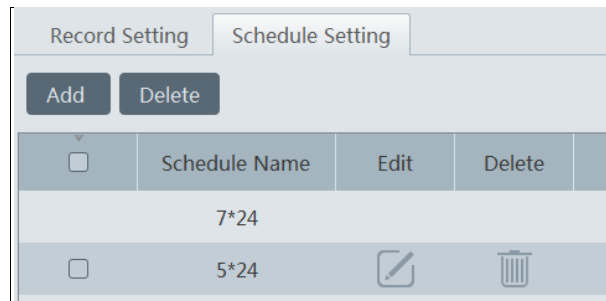 Record Setting Schedule Setting
Add Delete
Schedule Name Edit Delete
7*24
5*24